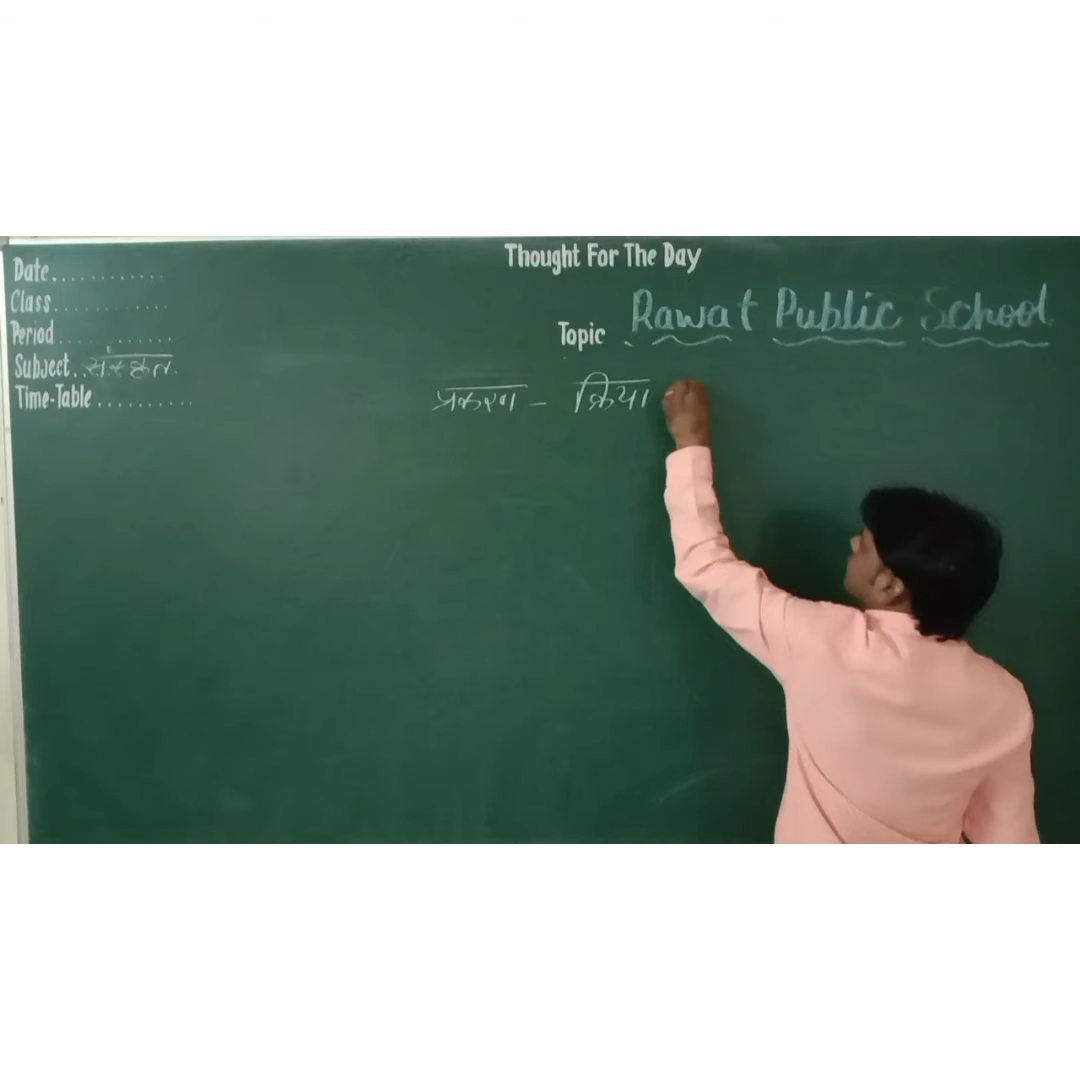 Thought For The Day
Date.............
Class.............
Period.............
Subject..संस्कृत.
Time-Table..........
Topic Rawat Public School
प्रकरण - क्रिया